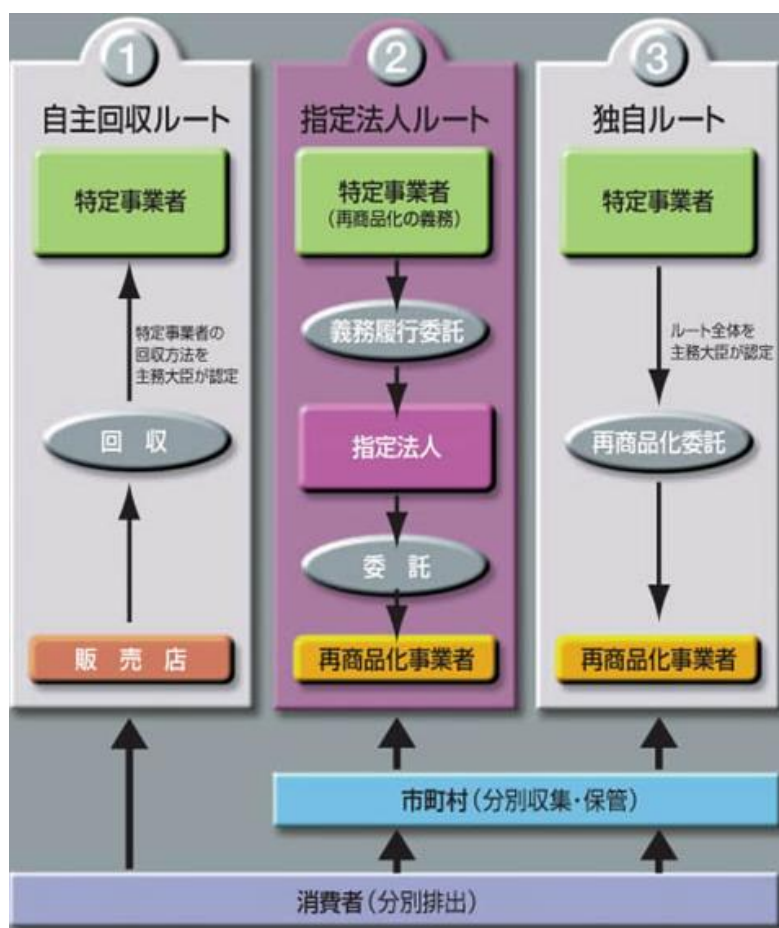 1
自主回収ルート
特定事業者
特定事業者の
回収方法を
主務大臣が認定
回 収
販 売 店
2
指定法人ルート
特定事業者
(再商品化の義務)
義務履行委託
指定法人
委 託
再商品化事業者
3
独自ルート
特定事業者
ルート全体を
主務大臣が認定
再商品化委託
再商品化事業者
市町村(分別収集・保管)
消費者(分別排出)